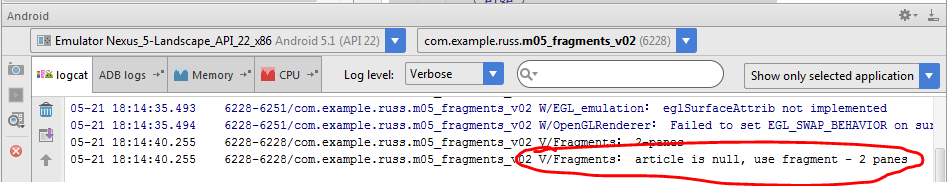 Android
Emulator Nexus_5-Landscape_API_22_x86 Android 5.1 (API 22) com.example.russ.m05_fragments_v02 (6228)
logcat ADB logs Memory CPU Log level: Verbose Show only selected application
05-21 18:14:35.493 6228-6251/com.example.russ.m05_fragments_v02 W/EGL_emulation: eglSurfaceAttrib not implemented
05-21 18:14:35.494 6228-6251/com.example.russ.m05_fragments_v02 W/OpenGLRenderer: Failed to set EGL_SWAP_BEHAVIOR on sur
05-21 18:14:40.255 6228-6228/com.example.russ.m05_fragments_v02 V/Fragments: 2-panes
05-21 18:14:40.255 6228-6228/com.example.russ.m05_fragments_v02 V/Fragments: article is null, use fragment - 2 panes